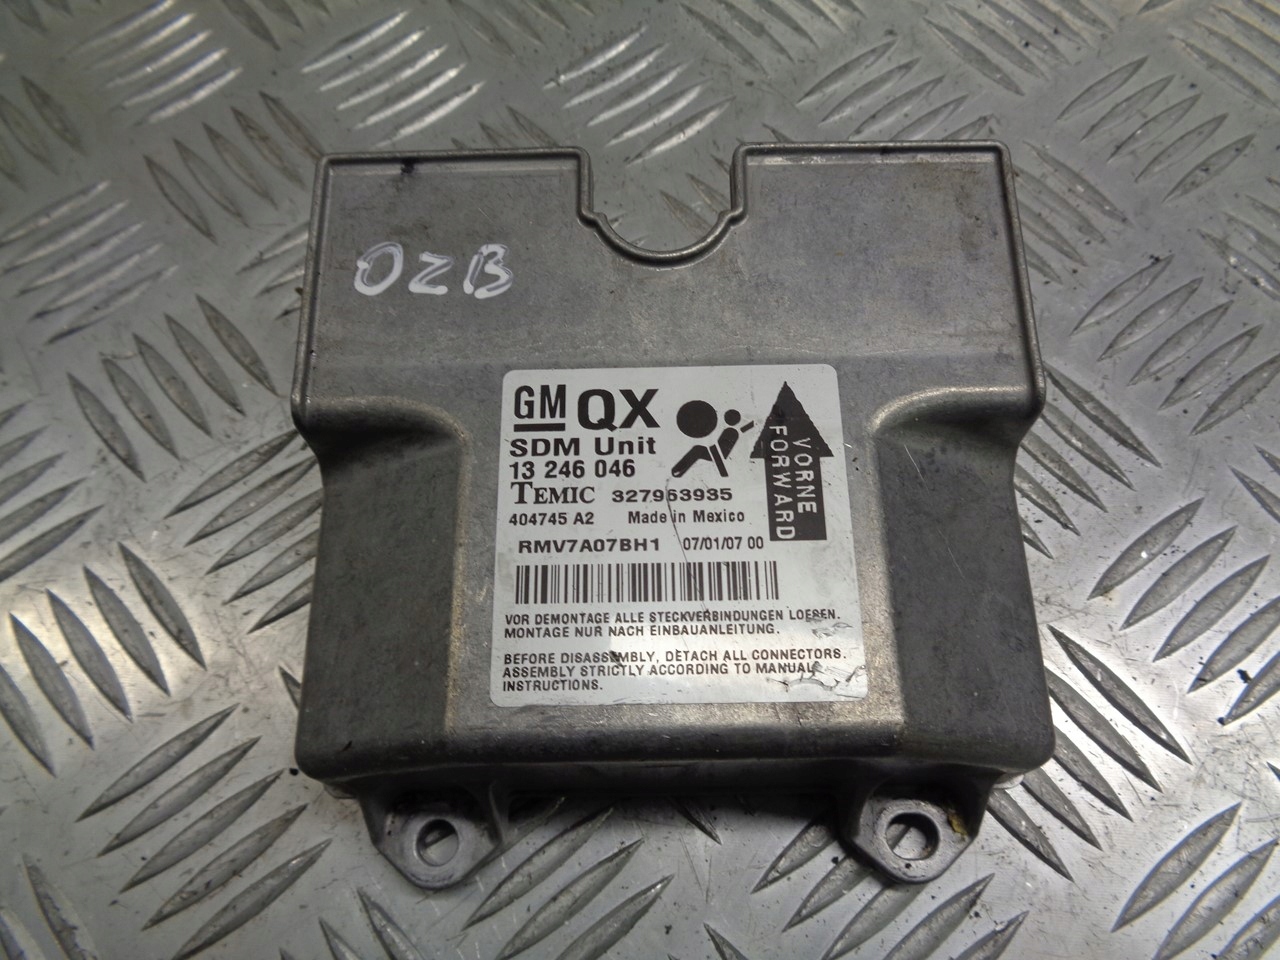 OZB
GM QX
SDM Unit
13 246 046
TEMIC 327963935
404745 A2 Made in Mexico
RMV7A07BH1 07/01/07 00
VORNE
FORWARD
VOR DEMONTAGE ALLE STECKVERBINDUNGEN LOESEN.
MONTAGE NUR NACH EINBAUANLEITUNG.
BEFORE DISASSEMBLY, DETACH ALL CONNECTORS.
ASSEMBLY STRICTLY ACCORDING TO MANUAL
INSTRUCTIONS.